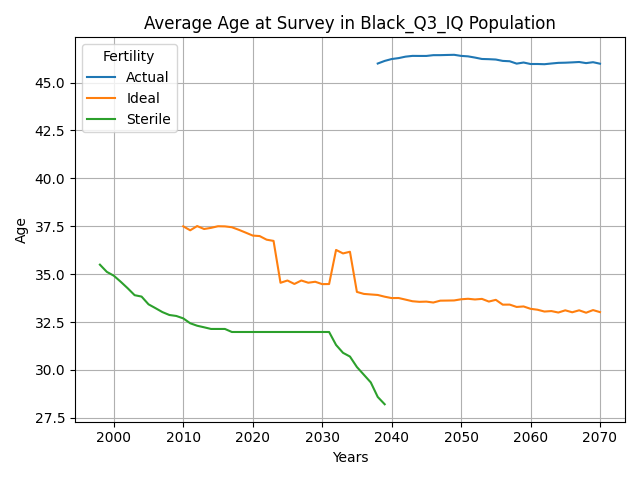 Average Age at Survey in Black_Q3_IQ Population
Fertility
Actual
Ideal
Sterile
Age
45.0
42.5
40.0
37.5
35.0
32.5
30.0
27.5
2000 2010 2020 2030 2040 2050 2060 2070
Years